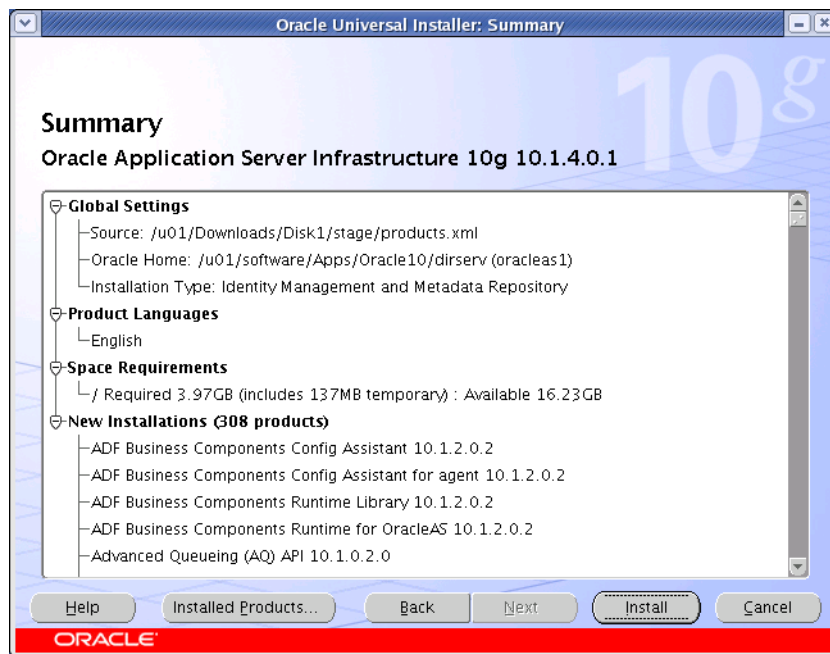 Oracle Universal Installer: Summary
10g
Summary
Oracle Application Server Infrastructure 10g 10.1.4.0.1
Global Settings
Source: /u01/Downloads/Disk1/stage/products.xml
Oracle Home: /u01/software/Apps/Oracle10/dirserv (oracleas1)
Installation Type: Identity Management and Metadata Repository
Product Languages
English
Space Requirements
/ Required 3.97GB (includes 137MB temporary) : Available 16.23GB
New Installations (308 products)
ADF Business Components Config Assistant 10.1.2.0.2
ADF Business Components Config Assistant for agent 10.1.2.0.2
ADF Business Components Runtime Library 10.1.2.0.2
ADF Business Components Runtime for OracleAS 10.1.2.0.2
Advanced Queueing (AQ) API 10.1.0.2.0
Help Installed Products... Back Next Install Cancel
ORACLE